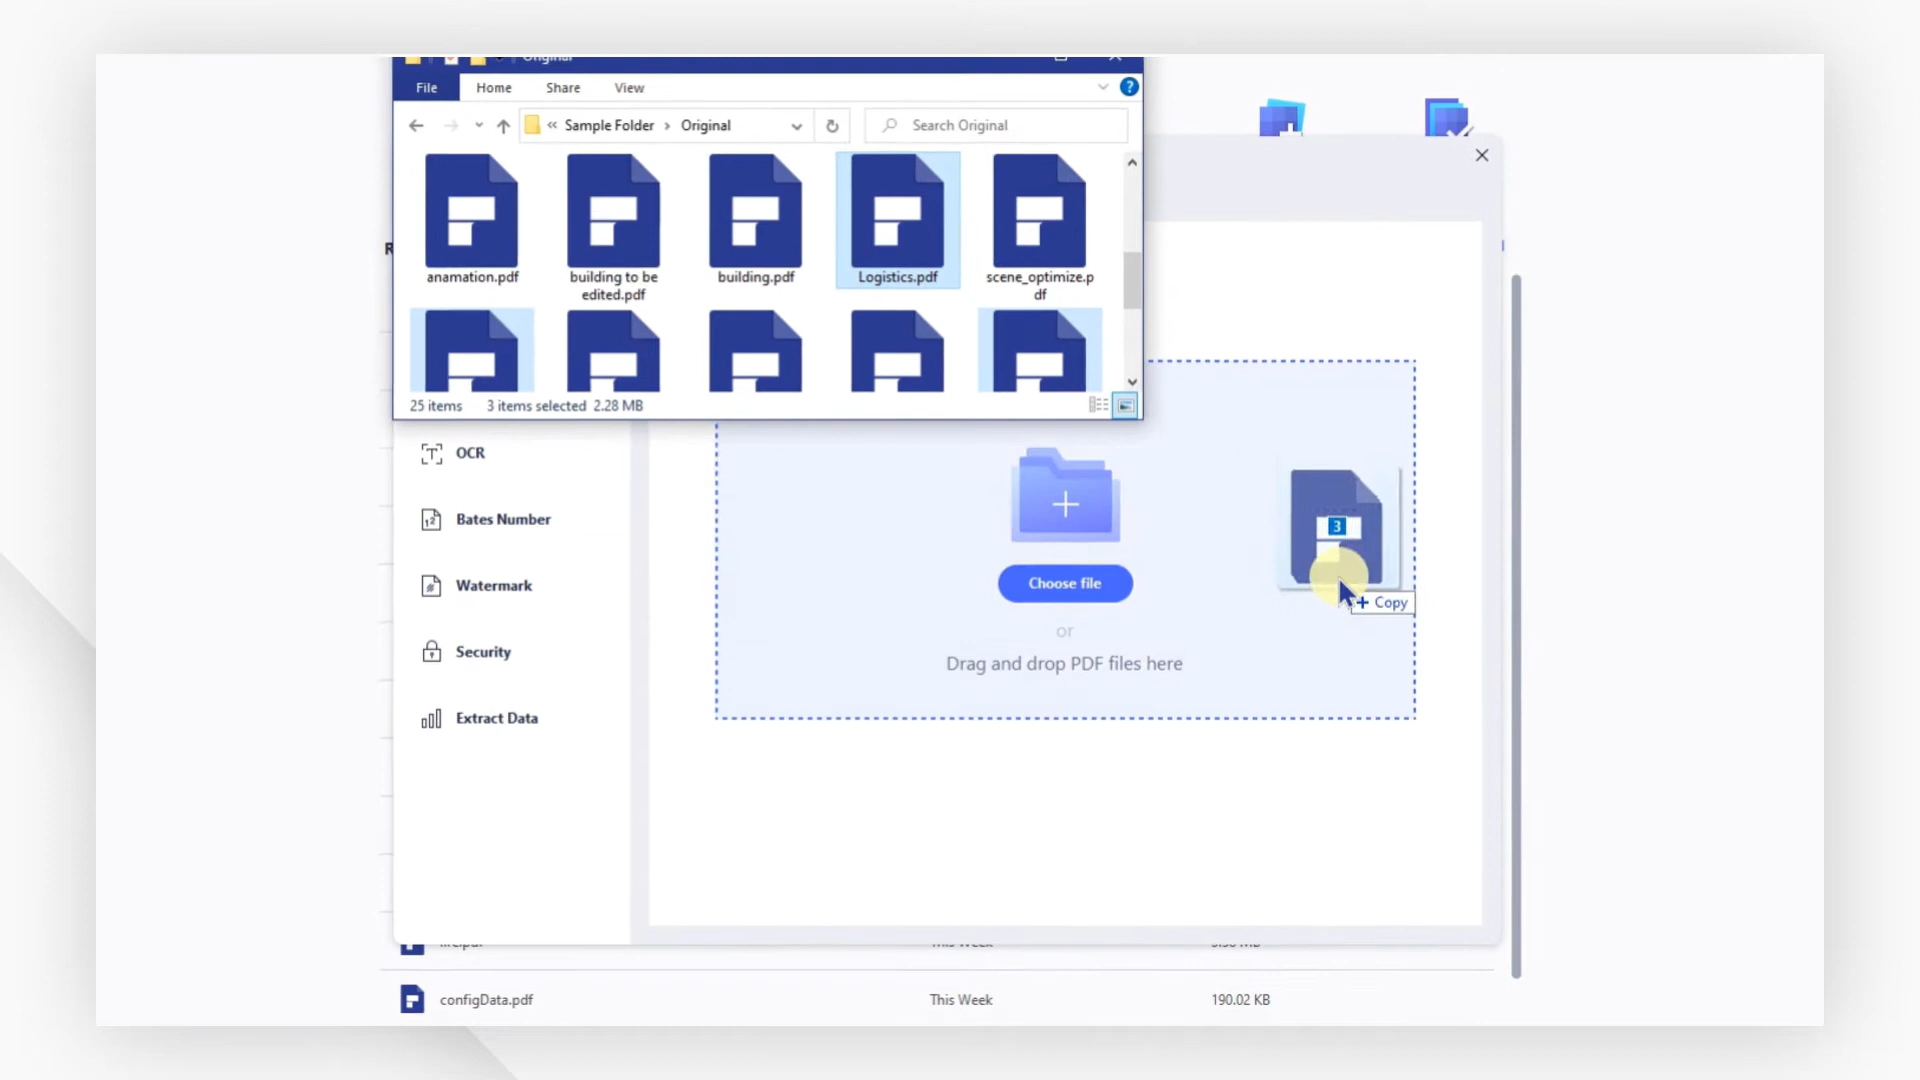 Original
File Home Share View
Sample Folder Original
Search Original
anamation.pdf
building to be
edited.pdf
building.pdf
Logistics.pdf
scene_optimize.p
df
25 items 3 items selected 2.28 MB
R
OCR
Bates Number
Watermark
Security
Extract Data
Choose file
or
Drag and drop PDF files here
3
+ Copy
configData.pdf This Week 190.02 KB